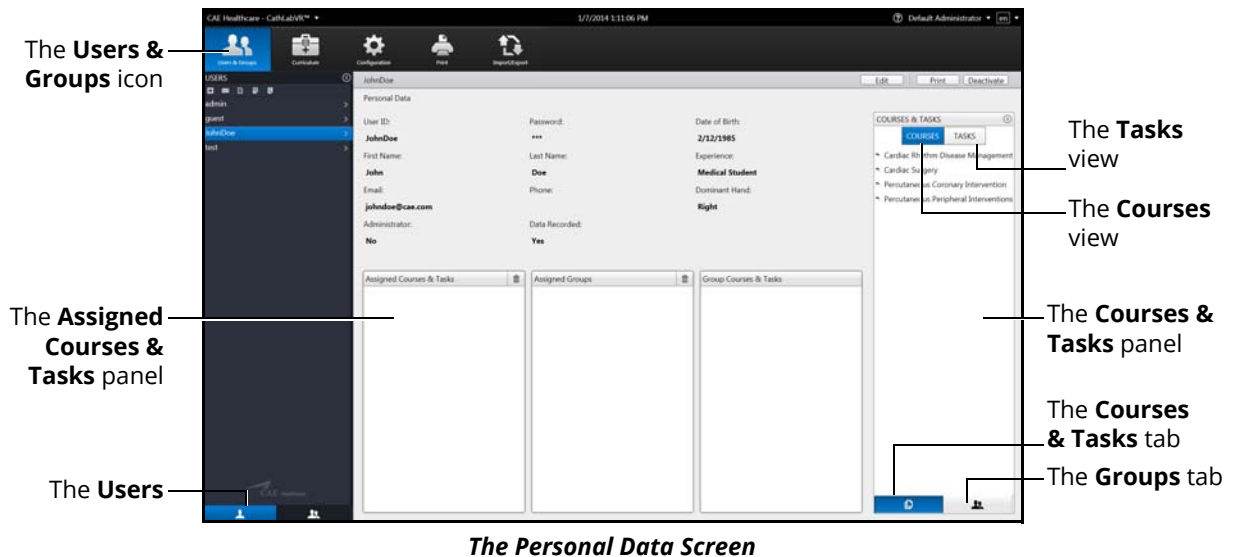 CAE Healthcare - CathLabVR™
1/7/2014 1:11:06 PM
Default Administrator
en
The Users &
Groups icon
Users & Groups
Curriculum
Configuration
Print
Import/Export
USERS
admin
guest
JohnDoe
test
JohnDoe
Edit
Print
Deactivate
Personal Data
User ID:
Password:
Date of Birth:
JohnDoe
***
2/12/1985
First Name:
Last Name:
Experience:
John
Doe
Medical Student
Email:
Phone:
Dominant Hand:
johndoe@cae.com
Right
Administrator:
Data Recorded:
No
Yes
COURSES & TASKS
COURSES
TASKS
Cardiac Rhythm Disease Management
Cardiac Surgery
Percutaneous Coronary Intervention
Percutaneous Peripheral Interventions
The Tasks
view
The Courses
view
Assigned Courses & Tasks
Assigned Groups
Group Courses & Tasks
The Assigned
Courses &
Tasks panel
The Courses &
Tasks panel
The Courses
& Tasks tab
The Groups tab
The Users
CAE Healthcare
The Personal Data Screen